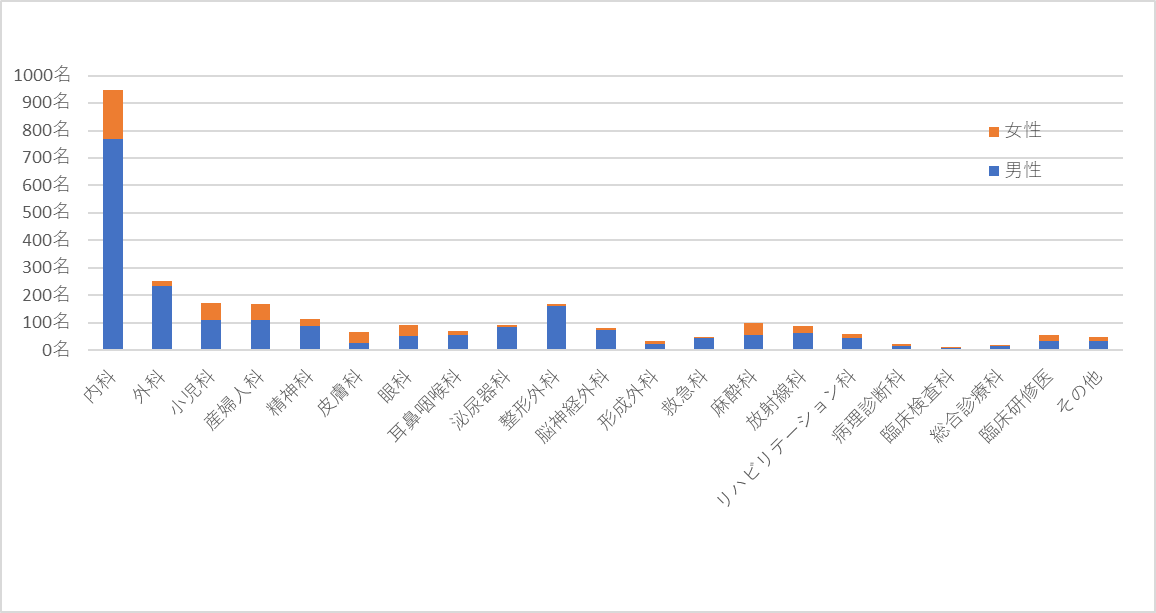 1000名
900名
800名
700名
600名
500名
400名
300名
200名
100名
0名
女性
男性
内科
外科
小児科
産婦人科
精神科
皮膚科
眼科
耳鼻咽喉科
泌尿器科
整形外科
脳神経外科
形成外科
救急科
麻酔科
放射線科
リハビリテーション科
病理診断科
臨床検査科
総合診療科
臨床研修医
その他